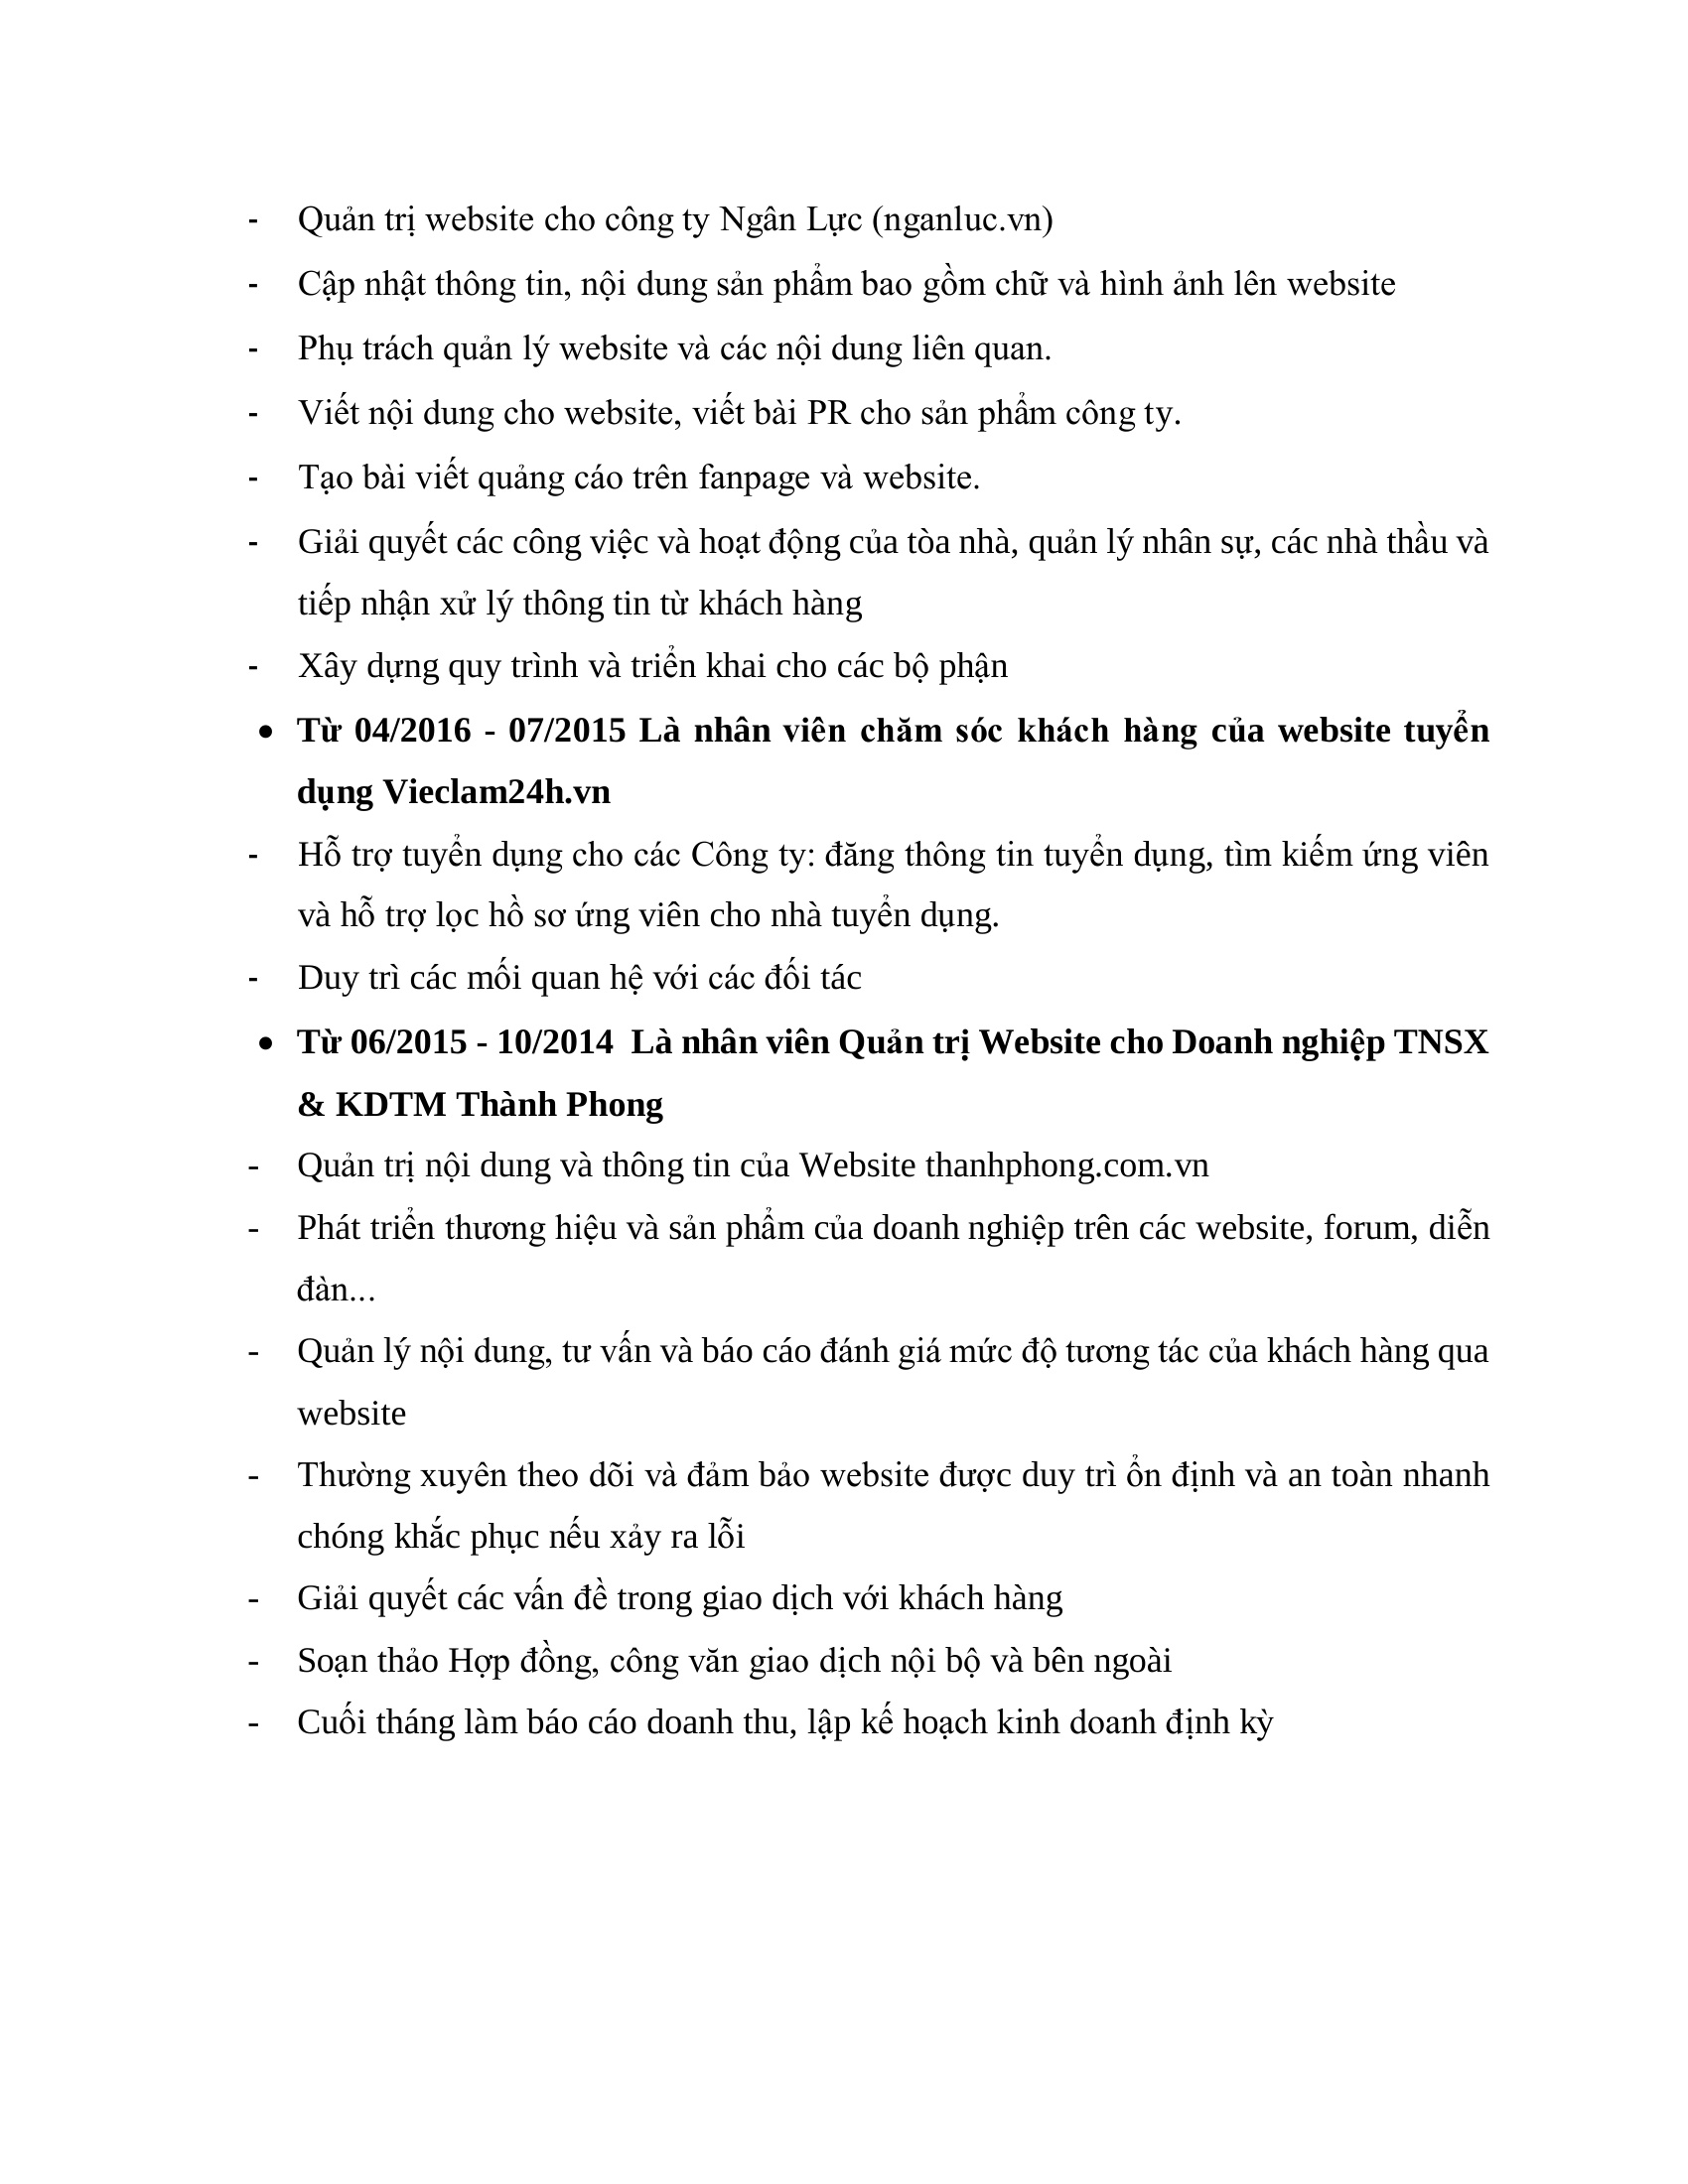 - Quản trị website cho công ty Ngân Lực (nganluc.vn)
- Cập nhật thông tin, nội dung sản phẩm bao gồm chữ và hình ảnh lên website
- Phụ trách quản lý website và các nội dung liên quan.
- Viết nội dung cho website, viết bài PR cho sản phẩm công ty.
- Tạo bài viết quảng cáo trên fanpage và website.
- Giải quyết các công việc và hoạt động của tòa nhà, quản lý nhân sự, các nhà thầu và
tiếp nhận xử lý thông tin từ khách hàng
- Xây dựng quy trình và triển khai cho các bộ phận
• Từ 04/2016 - 07/2015 Là nhân viên chăm sóc khách hàng của website tuyển
dụng Vieclam24h.vn
- Hỗ trợ tuyển dụng cho các Công ty: đăng thông tin tuyển dụng, tìm kiếm ứng viên
và hỗ trợ lọc hồ sơ ứng viên cho nhà tuyển dụng.
- Duy trì các mối quan hệ với các đối tác
• Từ 06/2015 - 10/2014 Là nhân viên Quản trị Website cho Doanh nghiệp TNSX
& KDTM Thành Phong
- Quản trị nội dung và thông tin của Website thanhphong.com.vn
- Phát triển thương hiệu và sản phẩm của doanh nghiệp trên các website, forum, diễn
đàn...
- Quản lý nội dung, tư vấn và báo cáo đánh giá mức độ tương tác của khách hàng qua
website
- Thường xuyên theo dõi và đảm bảo website được duy trì ổn định và an toàn nhanh
chóng khắc phục nếu xảy ra lỗi
- Giải quyết các vấn đề trong giao dịch với khách hàng
- Soạn thảo Hợp đồng, công văn giao dịch nội bộ và bên ngoài
- Cuối tháng làm báo cáo doanh thu, lập kế hoạch kinh doanh định kỳ